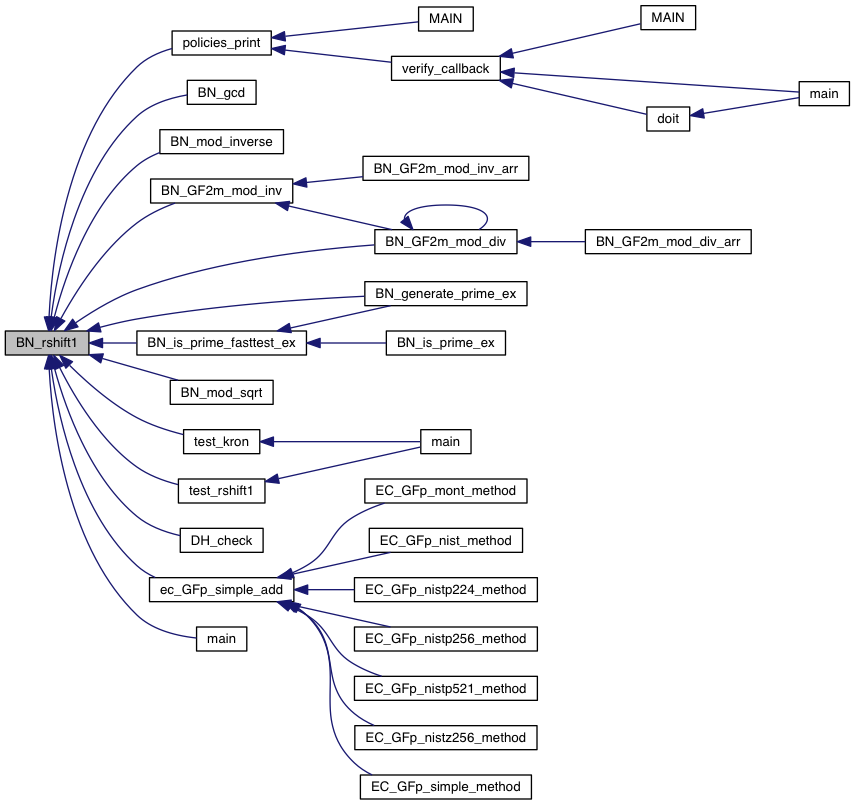 MAIN
MAIN
policies_print
verify_callback
BN_gcd
main
doit
BN_mod_inverse
BN_GF2m_mod_inv_arr
BN_GF2m_mod_inv
BN_GF2m_mod_div
BN_GF2m_mod_div_arr
BN_generate_prime_ex
BN_rshift1
BN_is_prime_fasttest_ex
BN_is_prime_ex
BN_mod_sqrt
test_kron
main
test_rshift1
EC_GFp_mont_method
DH_check
EC_GFp_nist_method
ec_GFp_simple_add
EC_GFp_nistp224_method
main
EC_GFp_nistp256_method
EC_GFp_nistp521_method
EC_GFp_nistz256_method
EC_GFp_simple_method